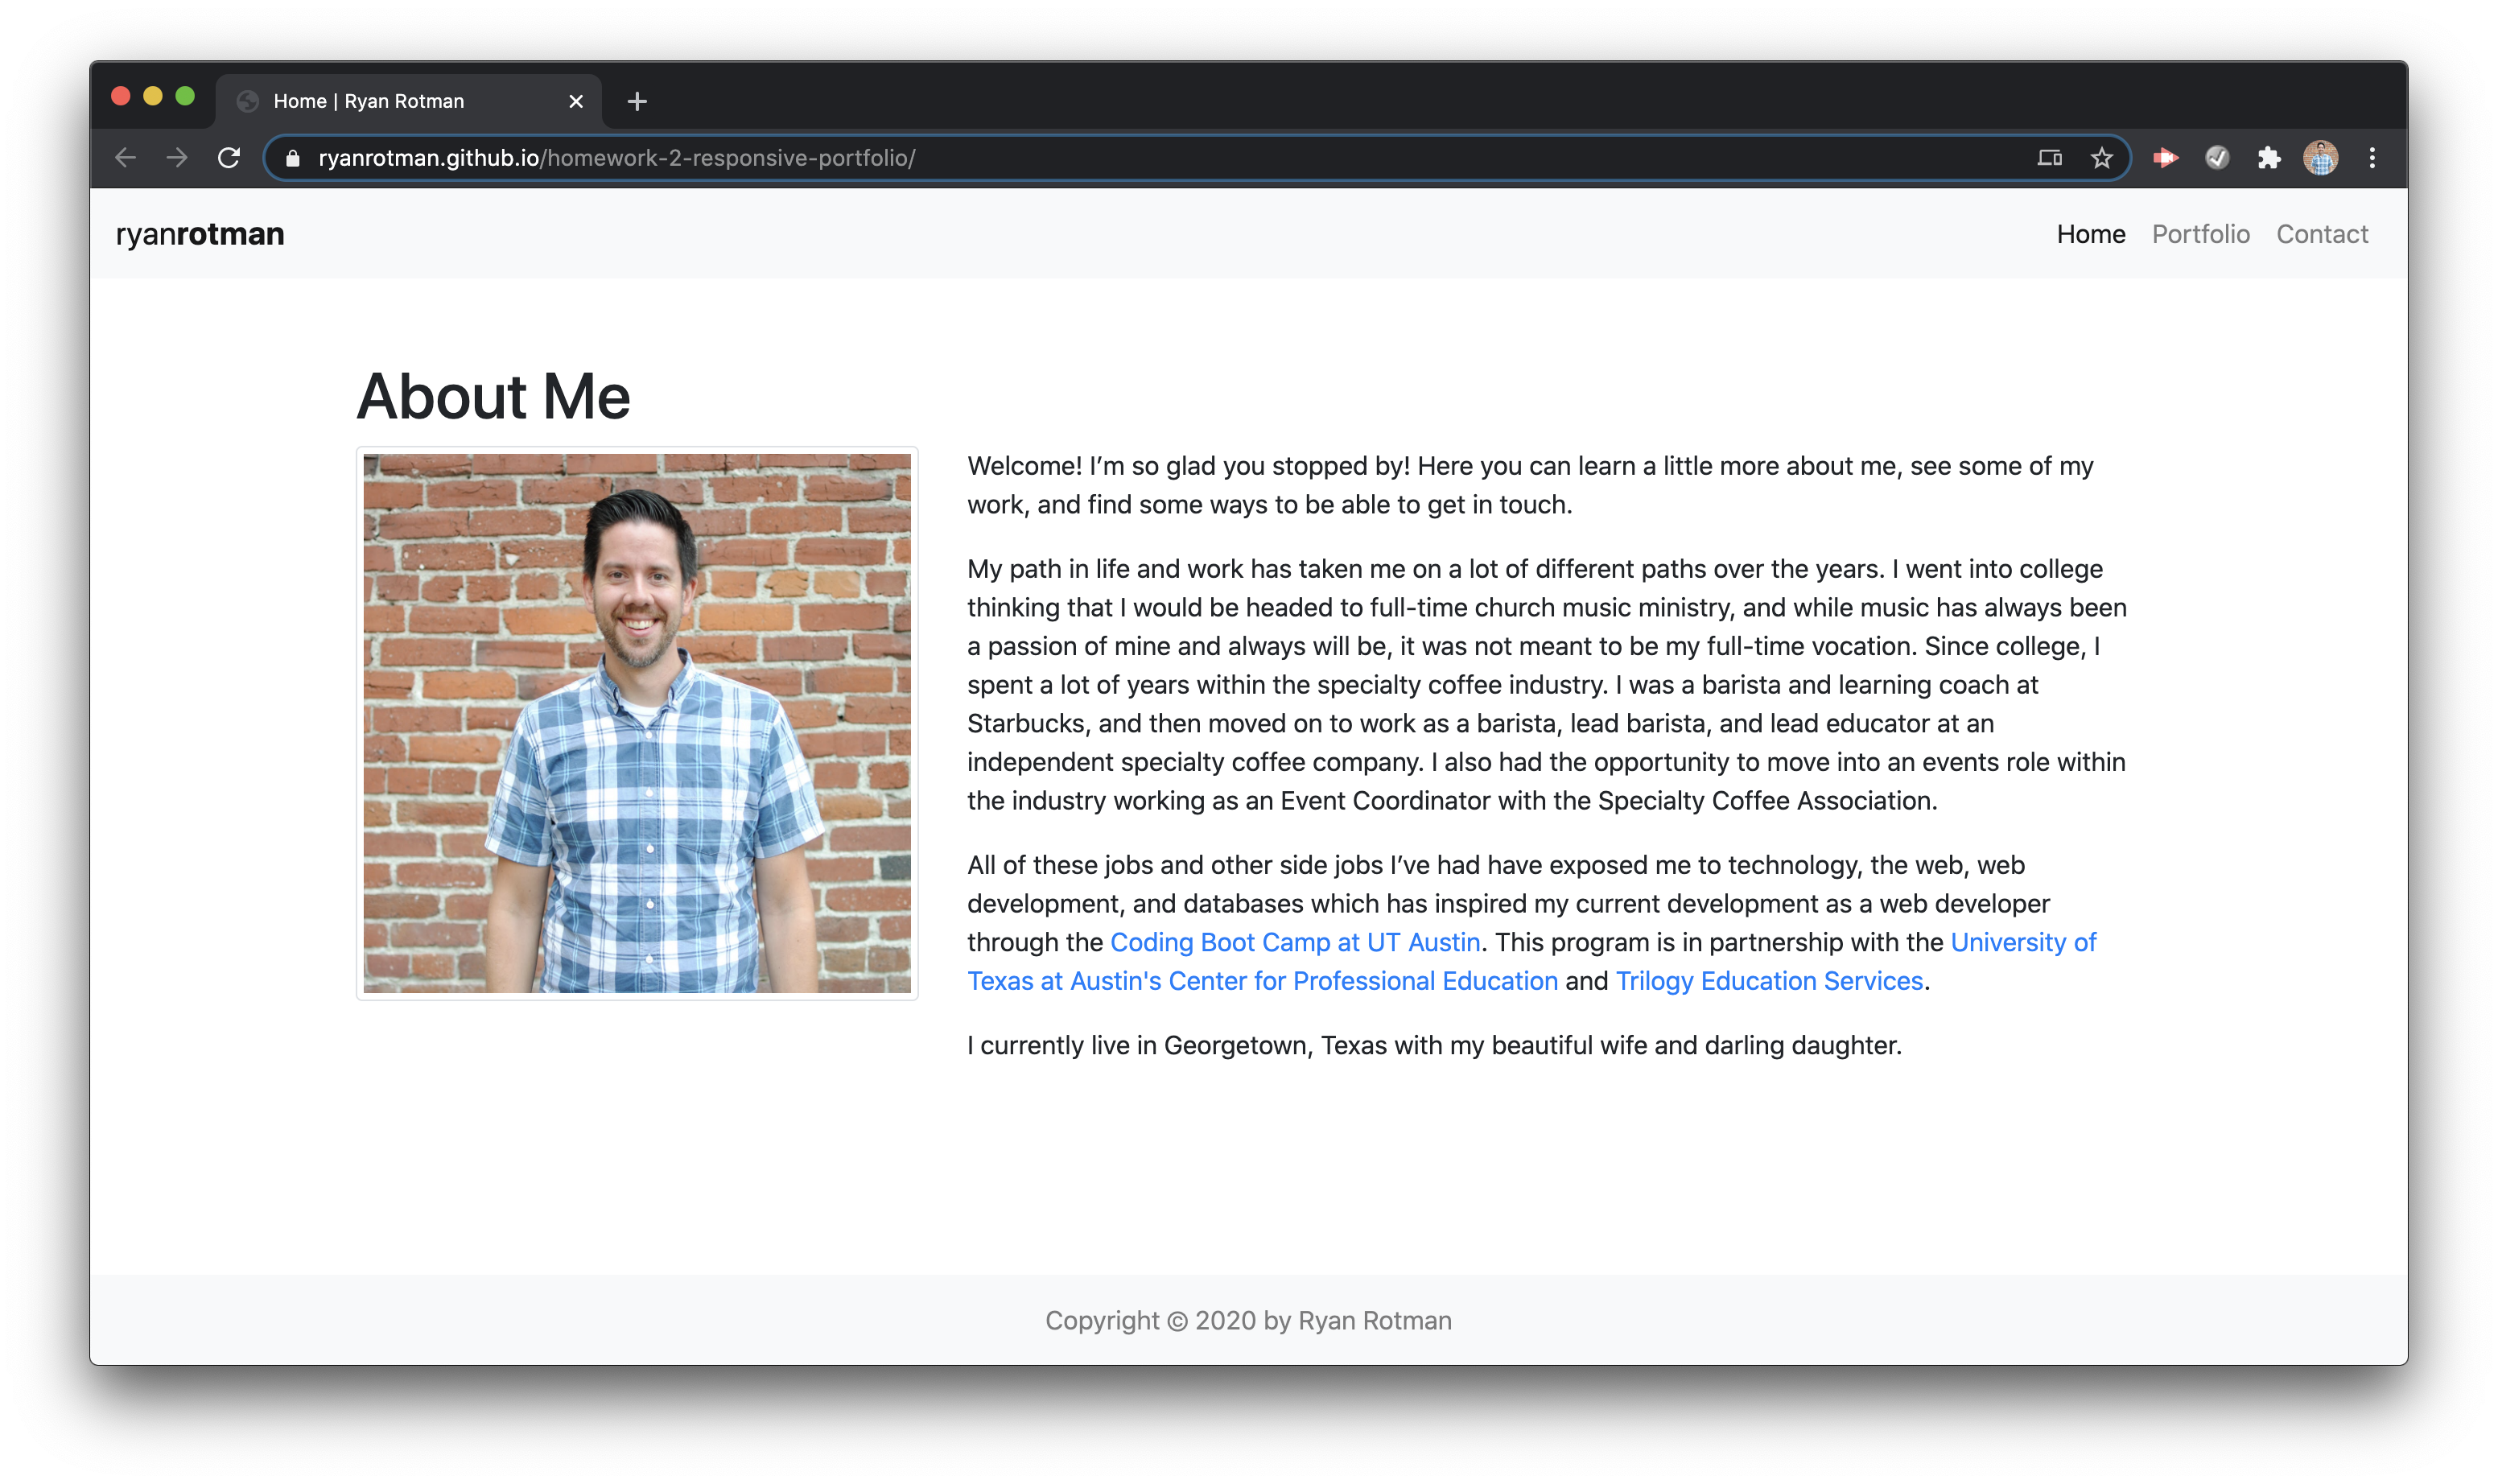 Home | Ryan Rotman
ryanrotman.github.io/homework-2-responsive-portfolio/
ryanrotman
Home Portfolio Contact
About Me
Welcome! I’m so glad you stopped by! Here you can learn a little more about me, see some of my
work, and find some ways to be able to get in touch.
My path in life and work has taken me on a lot of different paths over the years. I went into college
thinking that I would be headed to full-time church music ministry, and while music has always been
a passion of mine and always will be, it was not meant to be my full-time vocation. Since college, I
spent a lot of years within the specialty coffee industry. I was a barista and learning coach at
Starbucks, and then moved on to work as a barista, lead barista, and lead educator at an
independent specialty coffee company. I also had the opportunity to move into an events role within
the industry working as an Event Coordinator with the Specialty Coffee Association.
All of these jobs and other side jobs I’ve had have exposed me to technology, the web, web
development, and databases which has inspired my current development as a web developer
through the Coding Boot Camp at UT Austin. This program is in partnership with the University of
Texas at Austin's Center for Professional Education and Trilogy Education Services.
I currently live in Georgetown, Texas with my beautiful wife and darling daughter.
Copyright © 2020 by Ryan Rotman